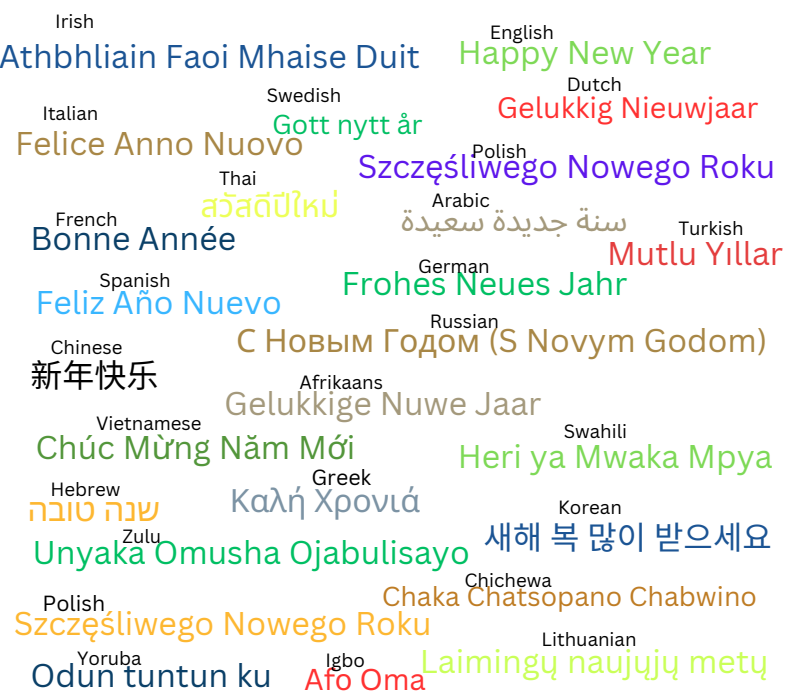 Irish
Athbhliain Faoi Mhaise Duit
English
Happy New Year
Dutch
Gelukkig Nieuwjaar
Swedish
Gott nytt år
Italian
Felice Anno Nuovo
Polish
Szczęśliwego Nowego Roku
Thai
สวัสดีปีใหม่
Arabic
سنة جديدة سعيدة
French
Bonne Année
Turkish
Mutlu Yıllar
German
Frohes Neues Jahr
Spanish
Feliz Año Nuevo
Russian
С Новым Годом (S Novym Godom)
Chinese
新年快乐
Afrikaans
Gelukkige Nuwe Jaar
Vietnamese
Chúc Mừng Năm Mới
Swahili
Heri ya Mwaka Mpya
Greek
Καλή Χρονιά
Hebrew
שנה טובה
Korean
새해 복 많이 받으세요
Zulu
Unyaka Omusha Ojabulisayo
Chichewa
Chaka Chatsopano Chabwino
Polish
Szczęśliwego Nowego Roku
Lithuanian
Laimingų naujųjų metų
Yoruba
Odun tuntun ku
Igbo
Afo Oma